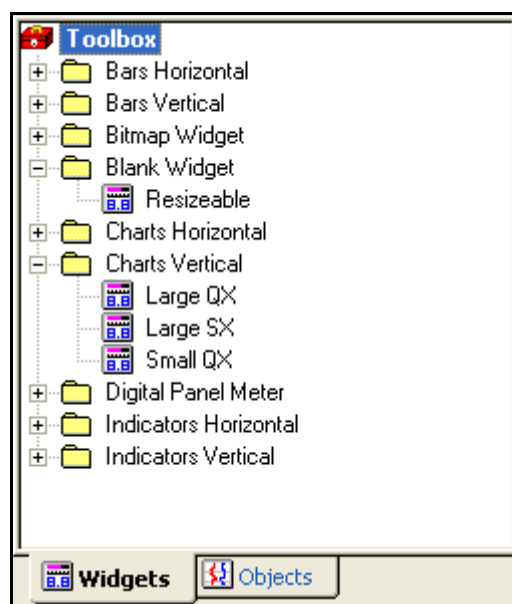 Toolbox
Bars Horizontal
Bars Vertical
Bitmap Widget
Blank Widget
Resizeable
Charts Horizontal
Charts Vertical
Large QX
Large SX
Small QX
Digital Panel Meter
Indicators Horizontal
Indicators Vertical
Widgets Objects